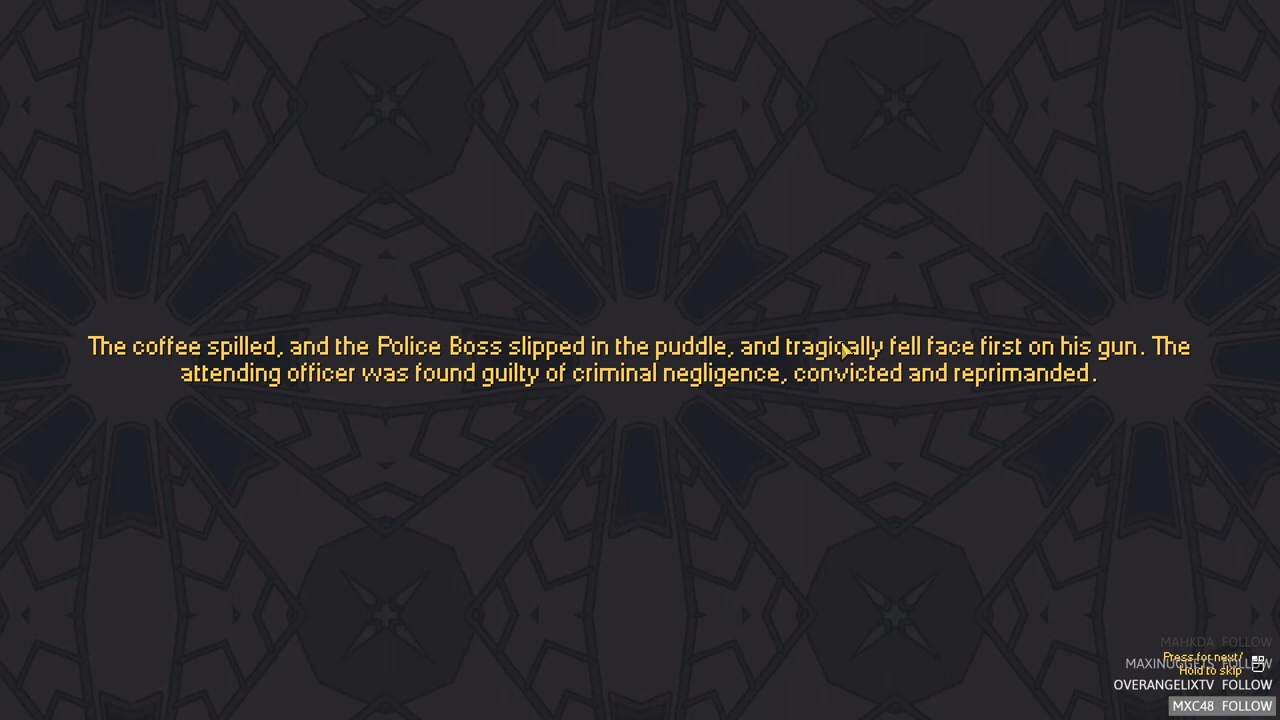 The coffee spilled, and the Police Boss slipped in the puddle, and tragically fell face first on his gun. The
attending officer was found guilty of criminal negligence, convicted and reprimanded.
MAHKDA FOLLOW
Press for next/
MAXINUGGETS FOLLOW
Hold to skip
OVERANGELIXTV FOLLOW
MXC48 FOLLOW